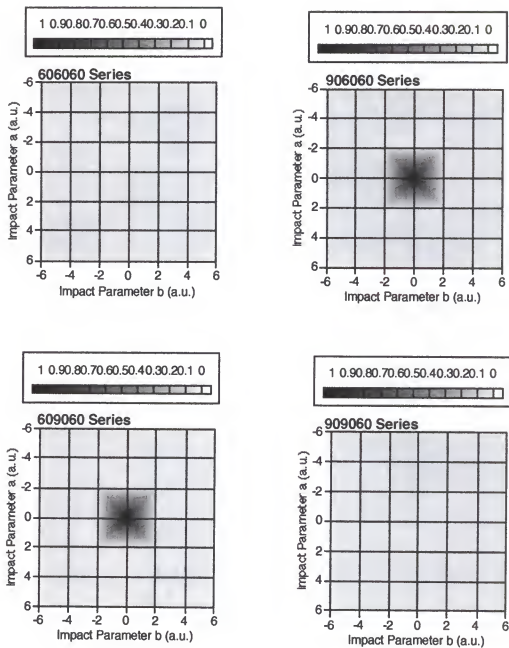 1 0.90.80.70.60.50.40.30.20.1 0
606060 Series
Impact Parameter a (a.u.)
-6
-4
-2
0
2
4
6
-6 -4 -2 0 2 4 6
Impact Parameter b (a.u.)
1 0.90.80.70.60.50.40.30.20.1 0
906060 Series
Impact Parameter a (a.u.)
-6
-4
-2
0
2
4
6
-6 -4 -2 0 2 4 6
Impact Parameter b (a.u.)
1 0.90.80.70.60.50.40.30.20.1 0
609060 Series
Impact Parameter a (a.u.)
-6
-4
-2
0
2
4
6
-6 -4 -2 0 2 4 6
Impact Parameter b (a.u.)
1 0.90.80.70.60.50.40.30.20.1 0
909060 Series
Impact Parameter a (a.u.)
-6
-4
-2
0
2
4
6
-6 -4 -2 0 2 4 6
Impact Parameter b (a.u.)